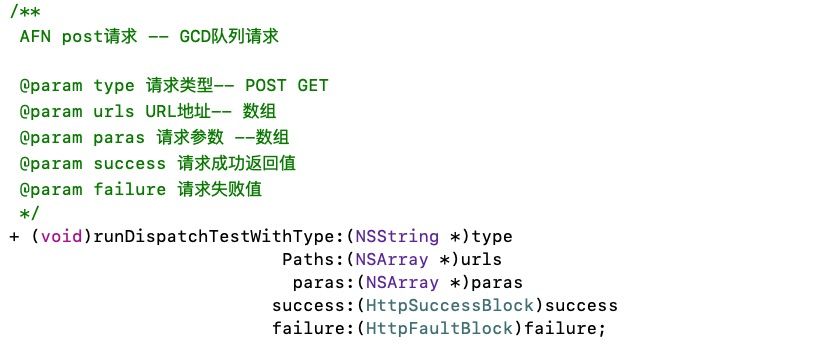 /**
AFN post请求 -- GCD队列请求
@param type 请求类型-- POST GET
@param urls URL地址-- 数组
@param paras 请求参数 --数组
@param success 请求成功返回值
@param failure 请求失败值
*/
+ (void)runDispatchTestWithType:(NSString *)type
Paths:(NSArray *)urls
paras:(NSArray *)paras
success:(HttpSuccessBlock)success
failure:(HttpFaultBlock)failure;